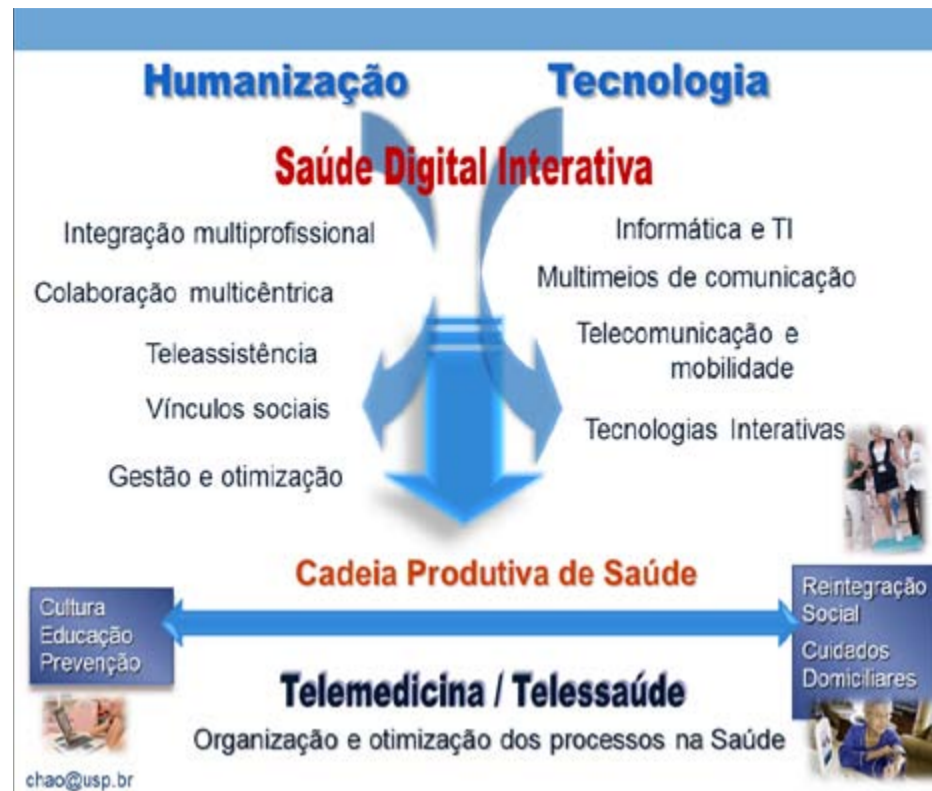 Humanização
Tecnologia
Saúde Digital Interativa
Integração multiprofissional
Colaboração multicêntrica
Teleassistência
Vínculos sociais
Gestão e otimização
Informática e TI
Multimeios de comunicação
Telecomunicação e
mobilidade
Tecnologias Interativas
Cadeia Produtiva de Saúde
Cultura
Educação
Prevenção
Reintegração
Social
Cuidados
Domiciliares
Telemedicina / Telessaúde
Organização e otimização dos processos na Saúde
chao@usp.br